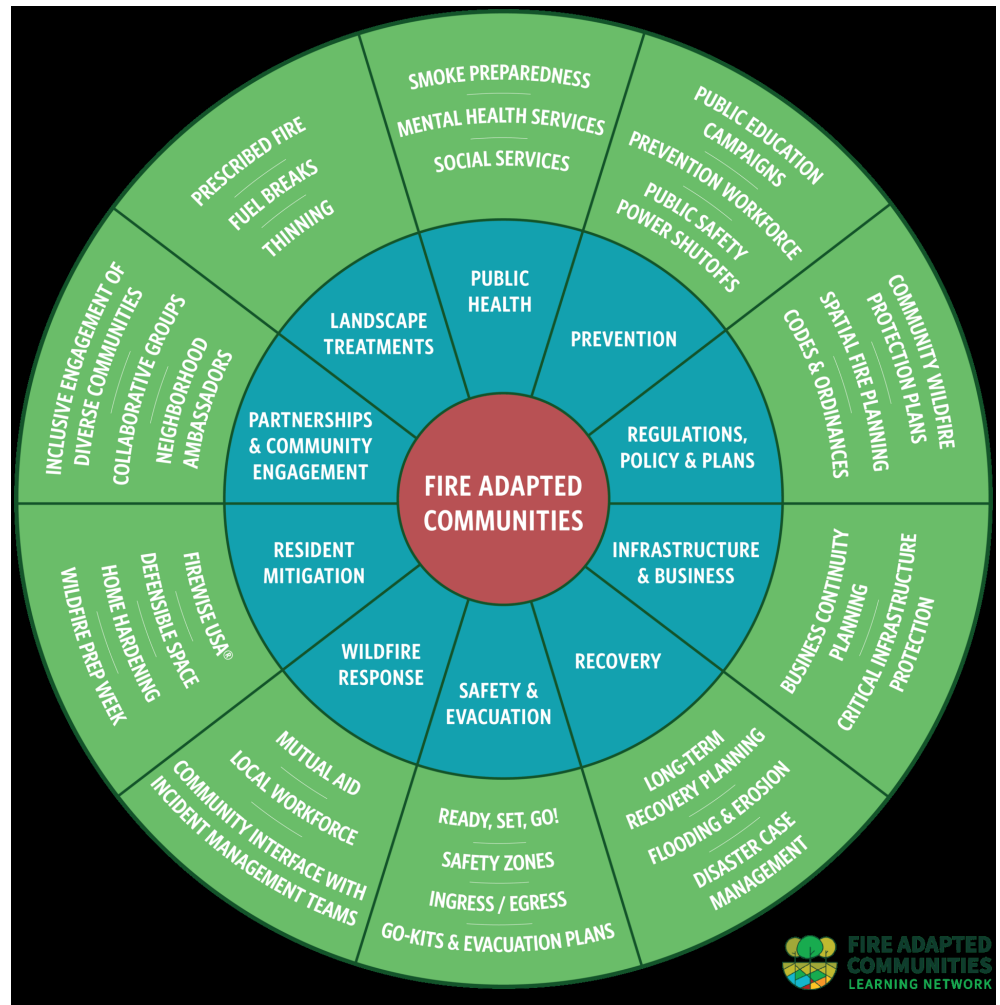 FIRE ADAPTED
COMMUNITIES
PUBLIC
HEALTH
SMOKE PREPAREDNESS
MENTAL HEALTH SERVICES
SOCIAL SERVICES
PREVENTION
PUBLIC EDUCATION
CAMPAIGNS
PREVENTION WORKFORCE
PUBLIC SAFETY
POWER SHUTOFFS
REGULATIONS,
POLICY & PLANS
COMMUNITY WILDFIRE
PROTECTION PLANS
SPATIAL FIRE PLANNING
CODES & ORDINANCES
INFRASTRUCTURE
& BUSINESS
BUSINESS CONTINUITY
PLANNING
CRITICAL INFRASTRUCTURE
PROTECTION
RECOVERY
LONG-TERM
RECOVERY PLANNING
FLOODING & EROSION
DISASTER CASE
MANAGEMENT
SAFETY &
EVACUATION
READY, SET, GO!
SAFETY ZONES
INGRESS / EGRESS
GO-KITS & EVACUATION PLANS
WILDFIRE
RESPONSE
MUTUAL AID
LOCAL WORKFORCE
COMMUNITY INTERFACE WITH
INCIDENT MANAGEMENT TEAMS
RESIDENT
MITIGATION
FIREWISE USA®
DEFENSIBLE SPACE
HOME HARDENING
WILDFIRE PREP WEEK
PARTNERSHIPS
& COMMUNITY
ENGAGEMENT
INCLUSIVE ENGAGEMENT OF
DIVERSE COMMUNITIES
COLLABORATIVE GROUPS
NEIGHBORHOOD
AMBASSADORS
LANDSCAPE
TREATMENTS
PRESCRIBED FIRE
FUEL BREAKS
THINNING
FIRE ADAPTED
COMMUNITIES
LEARNING NETWORK